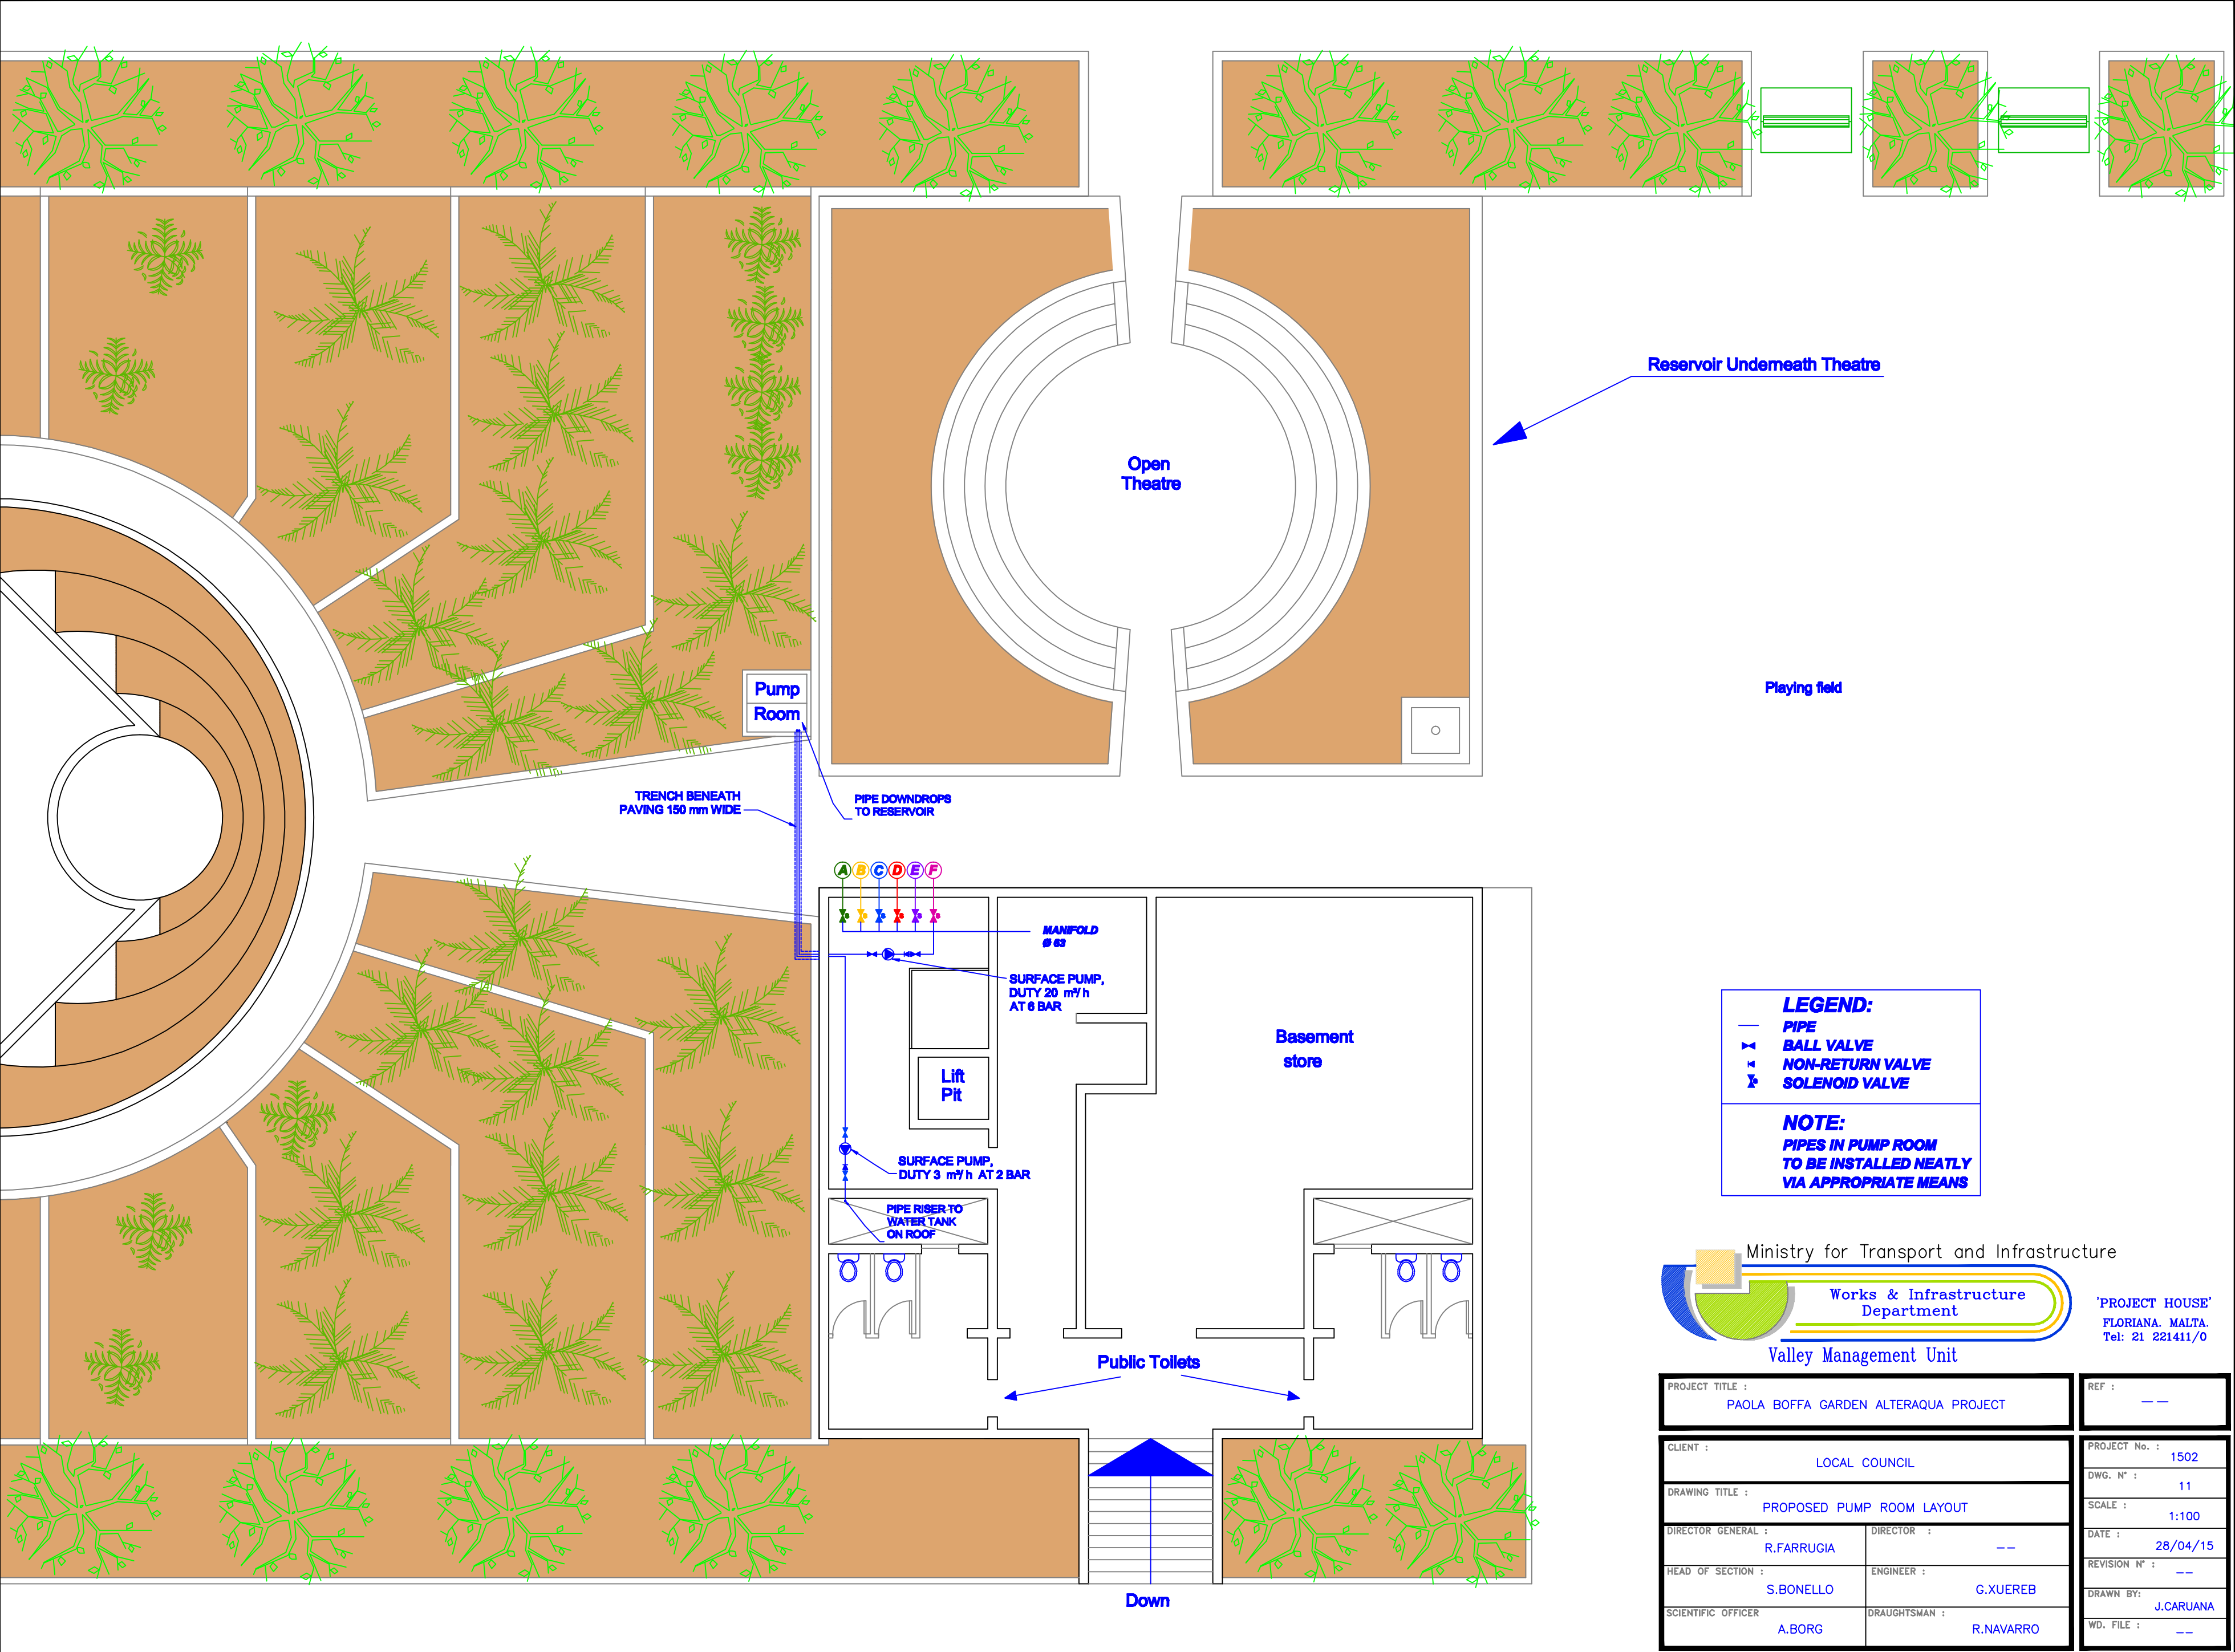 Reservoir Underneath Theatre
Open
Theatre
Playing field
Pump
Room
TRENCH BENEATH
PAVING 150 mm WIDE
PIPE DOWNDROPS
TO RESERVOIR
A B C D E F
MANIFOLD
Ø 63
SURFACE PUMP,
DUTY 20 m³/ h
AT 6 BAR
Basement
store
Lift
Pit
SURFACE PUMP,
DUTY 3 m³/ h AT 2 BAR
PIPE RISER TO
WATER TANK
ON ROOF
Public Toilets
Down
LEGEND:
PIPE
BALL VALVE
NON-RETURN VALVE
SOLENOID VALVE
NOTE:
PIPES IN PUMP ROOM
TO BE INSTALLED NEATLY
VIA APPROPRIATE MEANS
Ministry for Transport and Infrastructure
Works & Infrastructure
Department
Valley Management Unit
'PROJECT HOUSE'
FLORIANA. MALTA.
Tel: 21 221411/0
PROJECT TITLE :
PAOLA BOFFA GARDEN ALTERAQUA PROJECT
REF :
--
CLIENT :
LOCAL COUNCIL
DRAWING TITLE :
PROPOSED PUMP ROOM LAYOUT
DIRECTOR GENERAL :
R.FARRUGIA
DIRECTOR :
--
HEAD OF SECTION :
S.BONELLO
ENGINEER :
G.XUEREB
SCIENTIFIC OFFICER
A.BORG
DRAUGHTSMAN :
R.NAVARRO
PROJECT No. :
1502
DWG. N° :
11
SCALE :
1:100
DATE :
28/04/15
REVISION N° :
--
DRAWN BY:
J.CARUANA
WD. FILE :
--